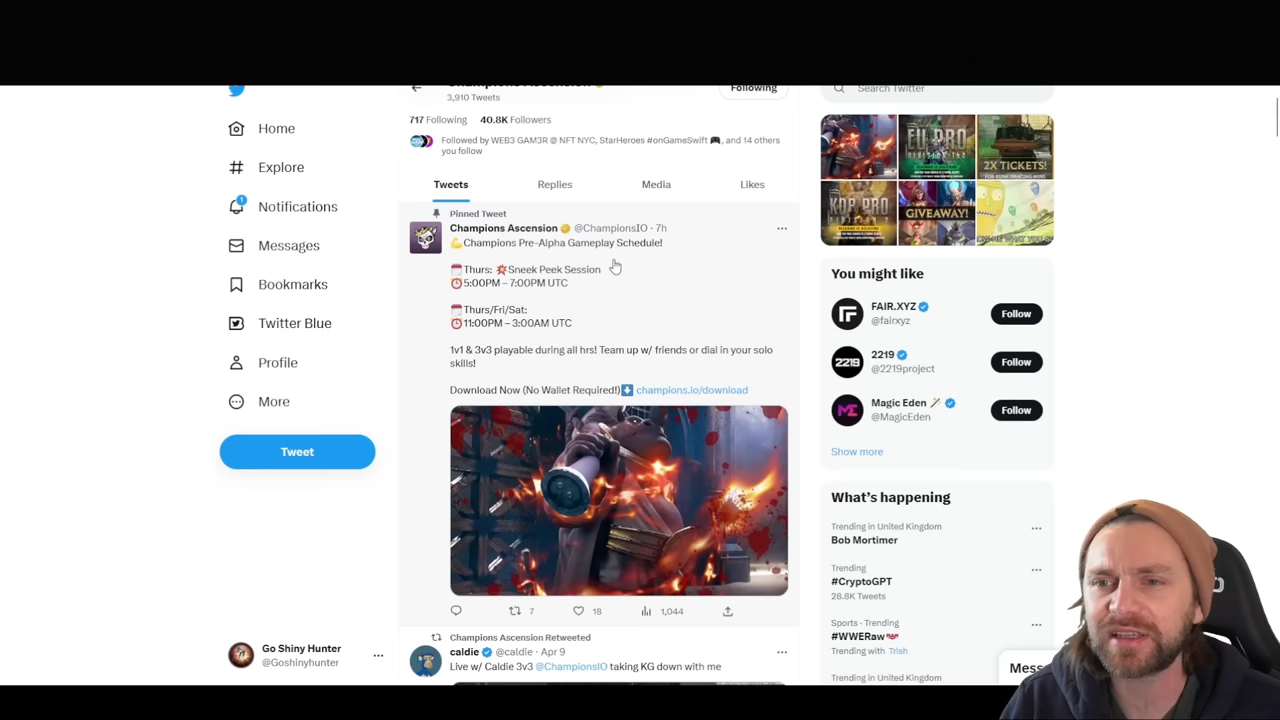 3,910 Tweets
Following
Search Twitter
717 Following 40.8K Followers
Followed by WEB3 GAM3R @ NFT NYC, StarHeroes #onGameSwift 🎮, and 14 others
you follow
Home
Explore
1
Notifications
Messages
Bookmarks
Twitter Blue
Profile
More
Tweet
Go Shiny Hunter
@Goshinyhunter
Tweets
Replies
Media
Likes
Pinned Tweet
Champions Ascension @ChampionsIO · 7h
💪Champions Pre-Alpha Gameplay Schedule!
🗓️Thurs: 💥Sneek Peek Session
⏰5:00PM – 7:00PM UTC
🗓️Thurs/Fri/Sat:
⏰11:00PM – 3:00AM UTC
1v1 & 3v3 playable during all hrs! Team up w/ friends or dial in your solo
skills!
Download Now (No Wallet Required!)⬇️ champions.io/download
7
18
1,044
Champions Ascension Retweeted
caldie @caldie · Apr 9
Live w/ Caldie 3v3 @ChampionsIO taking KG down with me
EU PRO
2X TICKETS!
PRO
GIVEAWAY!
You might like
FAIR.XYZ
@fairxyz
Follow
2219
2219
@2219project
Follow
Magic Eden 🪄
@MagicEden
Follow
Show more
What's happening
Trending in United Kingdom
Bob Mortimer
Trending
#CryptoGPT
28.8K Tweets
Sports · Trending
#WWERaw
Trending with Trish
Trending in United Kingdom